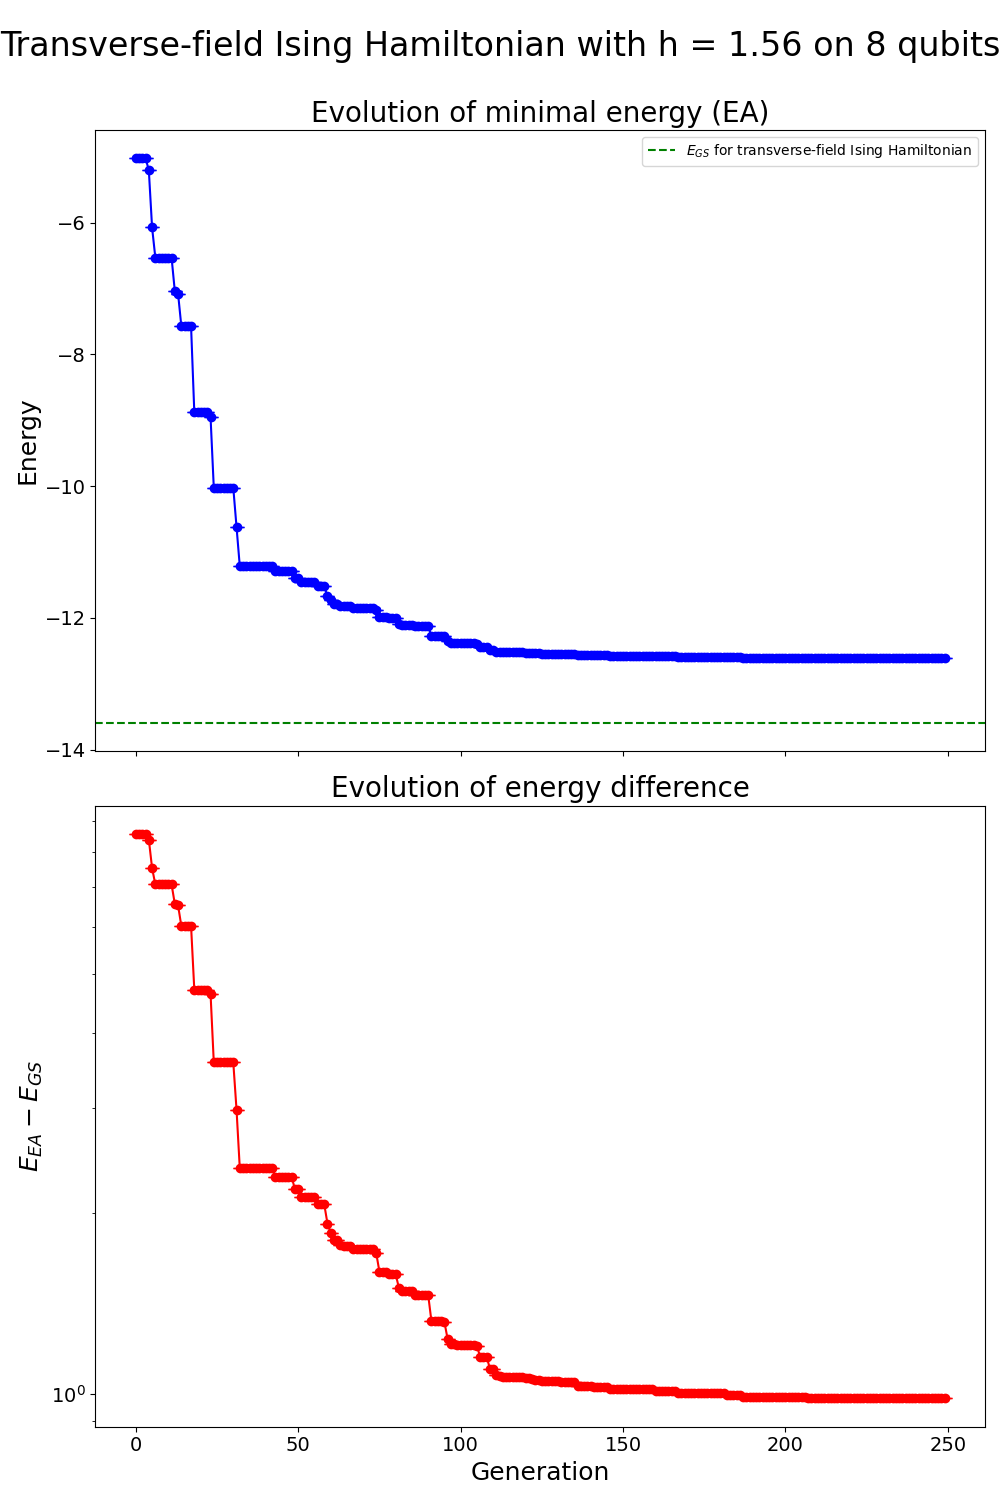 Transverse-field Ising Hamiltonian with h = 1.56 on 8 qubits
Evolution of minimal energy (EA)
E_{GS} for transverse-field Ising Hamiltonian
−6
−8
−10
−12
−14
Energy
Evolution of energy difference
10^0
E_{EA} − E_{GS}
0 50 100 150 200 250
Generation